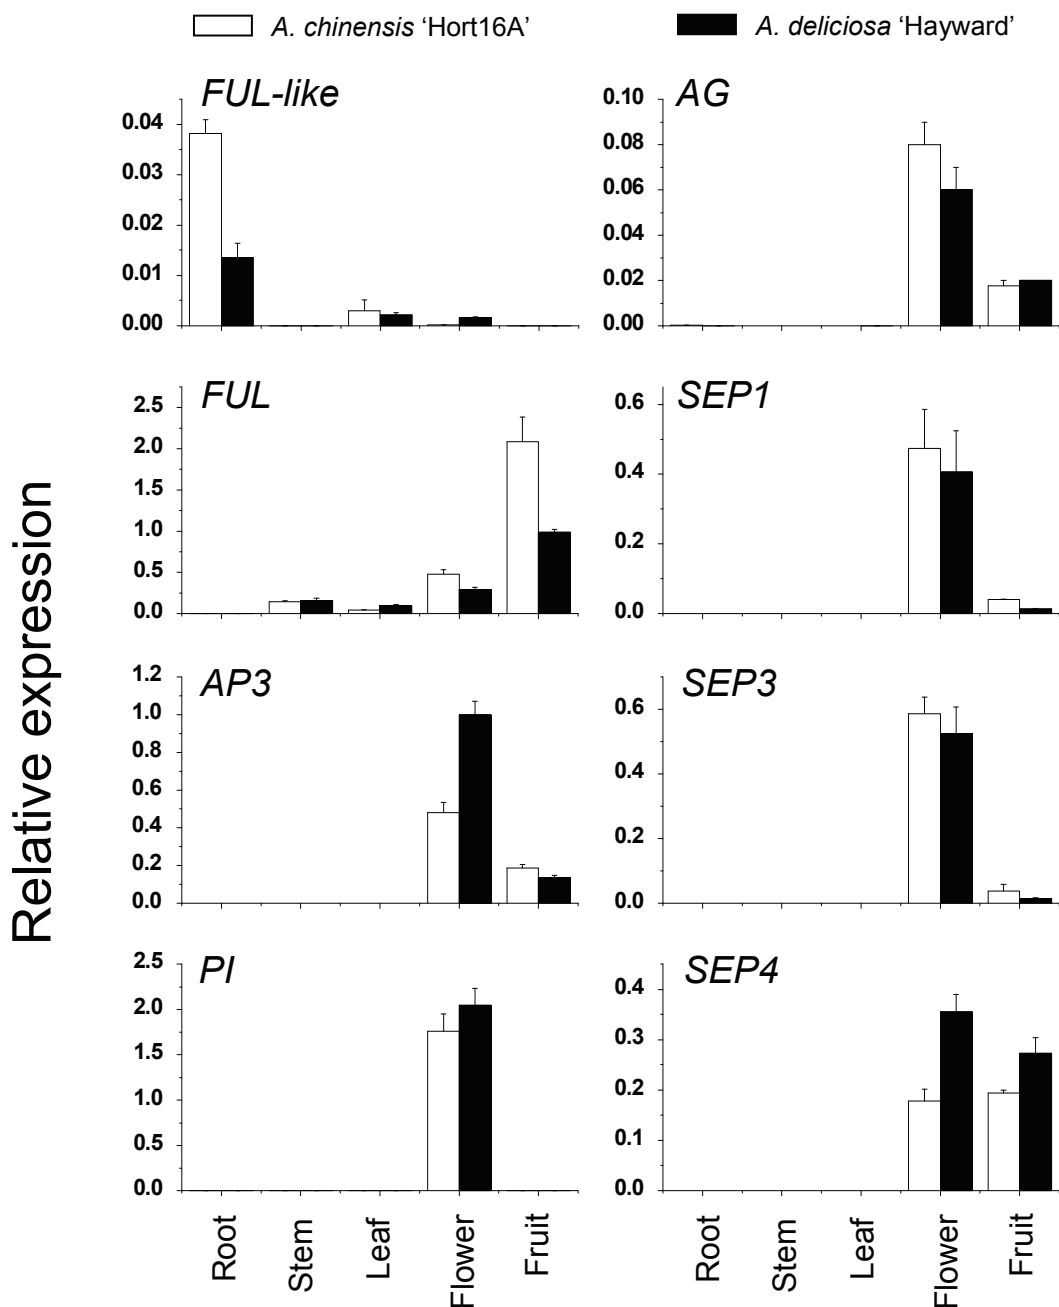 A. chinensis ‘Hort16A’
A. deliciosa ‘Hayward’
Relative expression
FUL-like
0.04
0.03
0.02
0.01
0.00
AG
0.10
0.08
0.06
0.04
0.02
0.00
FUL
2.5
2.0
1.5
1.0
0.5
0.0
SEP1
0.6
0.4
0.2
0.0
AP3
1.2
1.0
0.8
0.6
0.4
0.2
0.0
SEP3
0.6
0.4
0.2
0.0
PI
2.5
2.0
1.5
1.0
0.5
0.0
SEP4
0.4
0.3
0.2
0.1
0.0
Root
Stem
Leaf
Flower
Fruit
Root
Stem
Leaf
Flower
Fruit